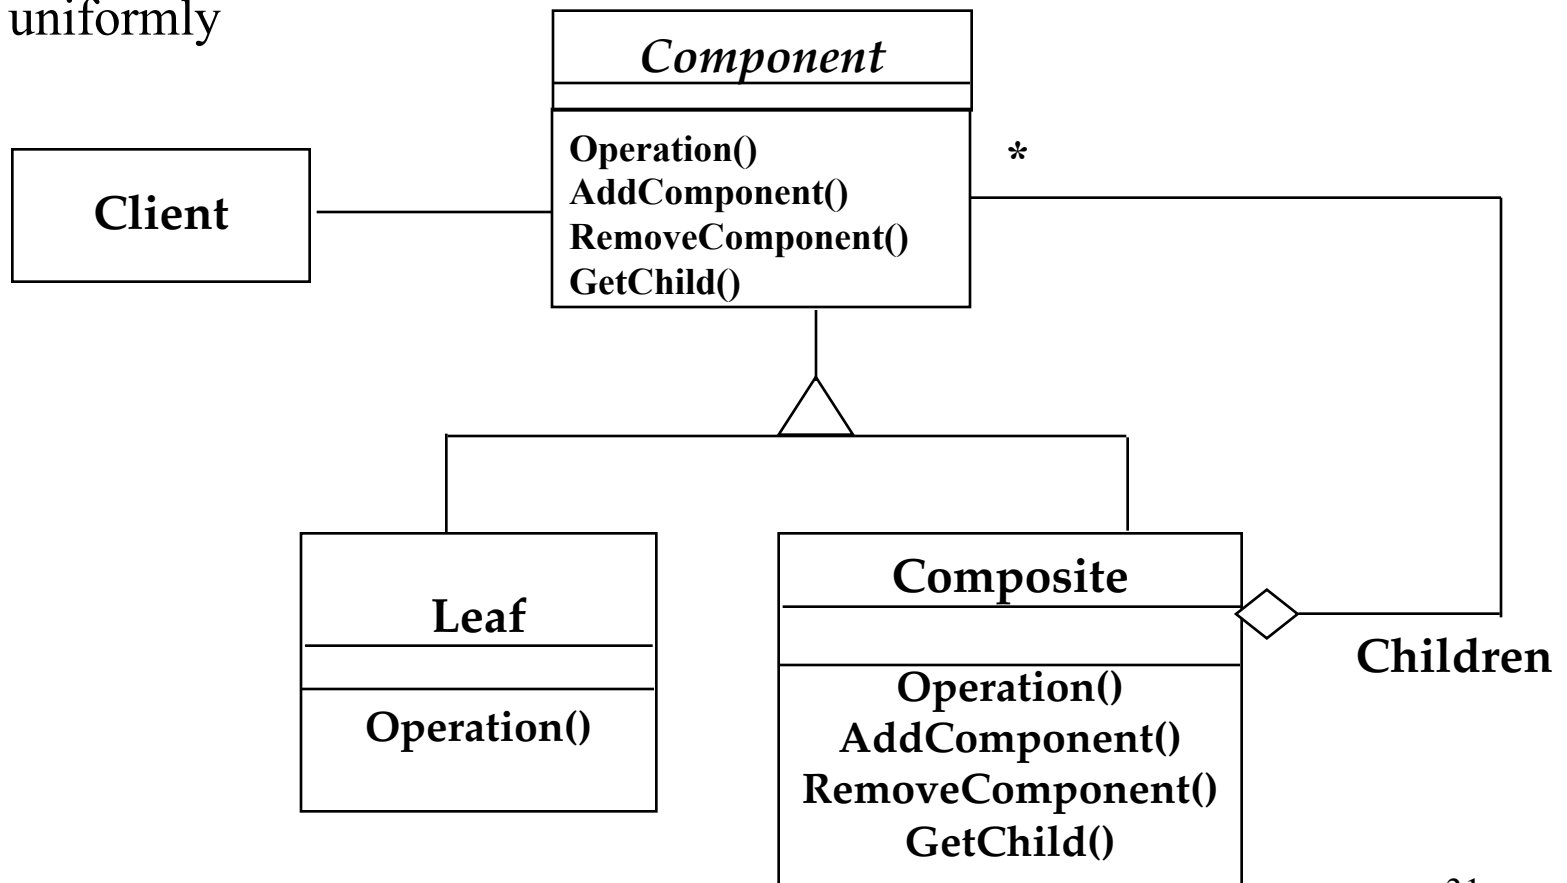 uniformly
Component
Operation()
AddComponent()
RemoveComponent()
GetChild()
*
Client
Leaf
Operation()
Composite
Operation()
AddComponent()
RemoveComponent()
GetChild()
Children